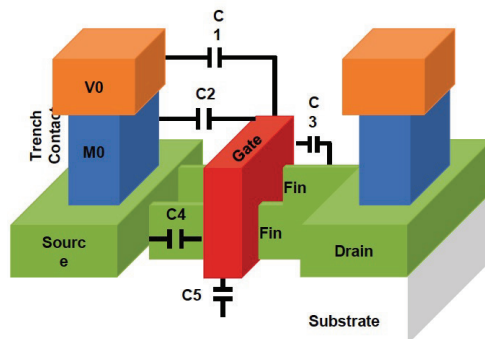 C
1
V0
C2
C
3
Trench
Contact
M0
Gate
Fin
C4
Fin
Sourc
e
Drain
C5
Substrate